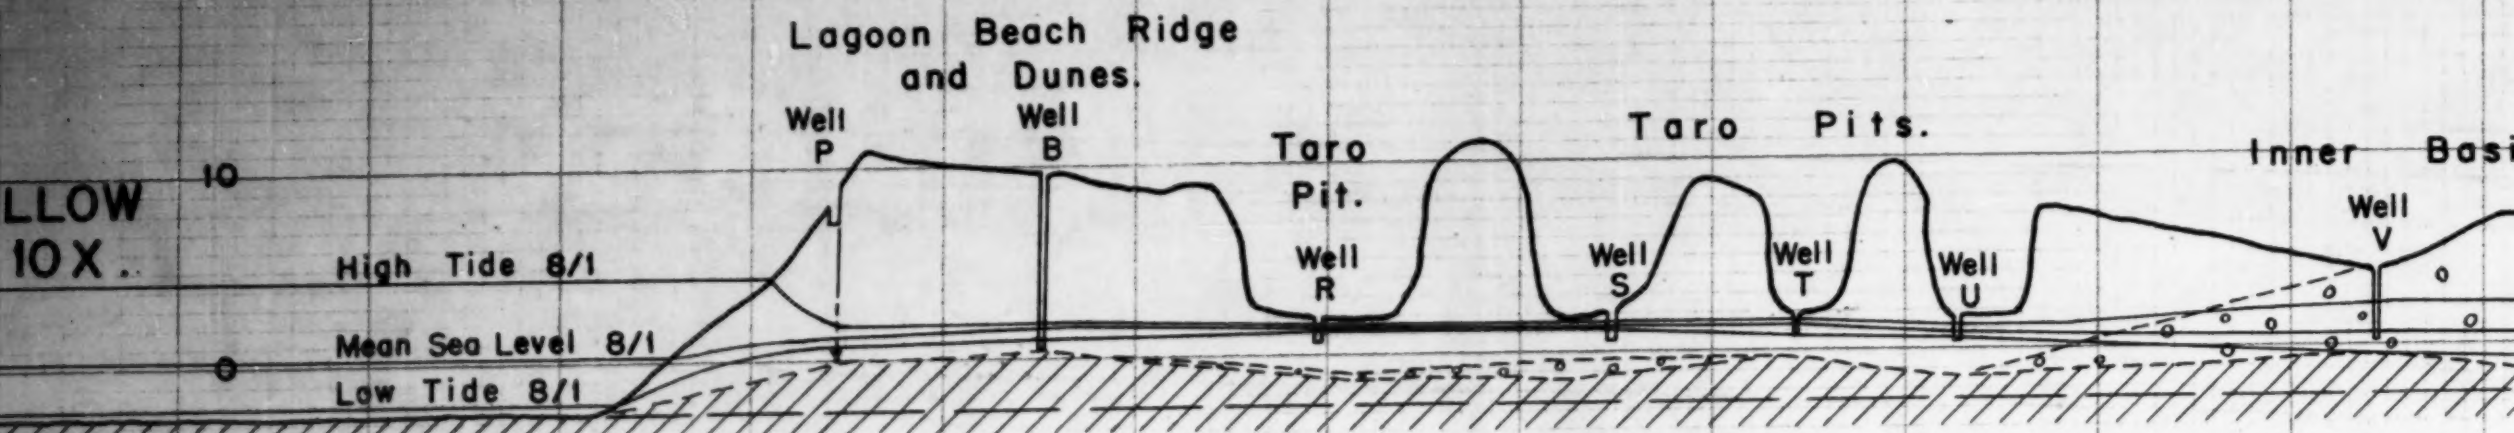 Lagoon Beach Ridge
and Dunes.
Well
P
Well
B
Taro
Pit.
Taro Pits.
10
LLOW
10X.
High Tide 8/1
Well
R
Well
S
Well
T
Well
U
Inner Basi
Well
V
Mean Sea Level 8/1
0
Low Tide 8/1